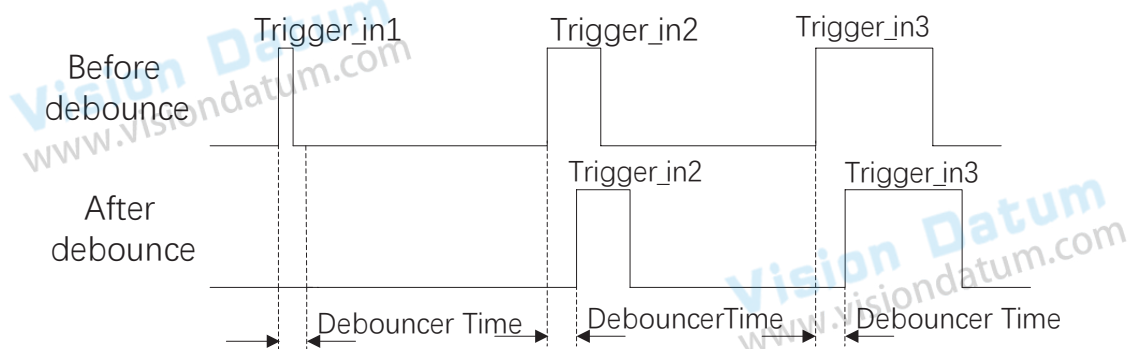 Trigger_in1
Trigger_in2
Trigger_in3
Before
debounce
Vision Datum
www.visiondatum.com
Trigger_in2
Trigger_in3
After
debounce
Vision Datum
www.visiondatum.com
Debouncer Time
DebouncerTime
Debouncer Time